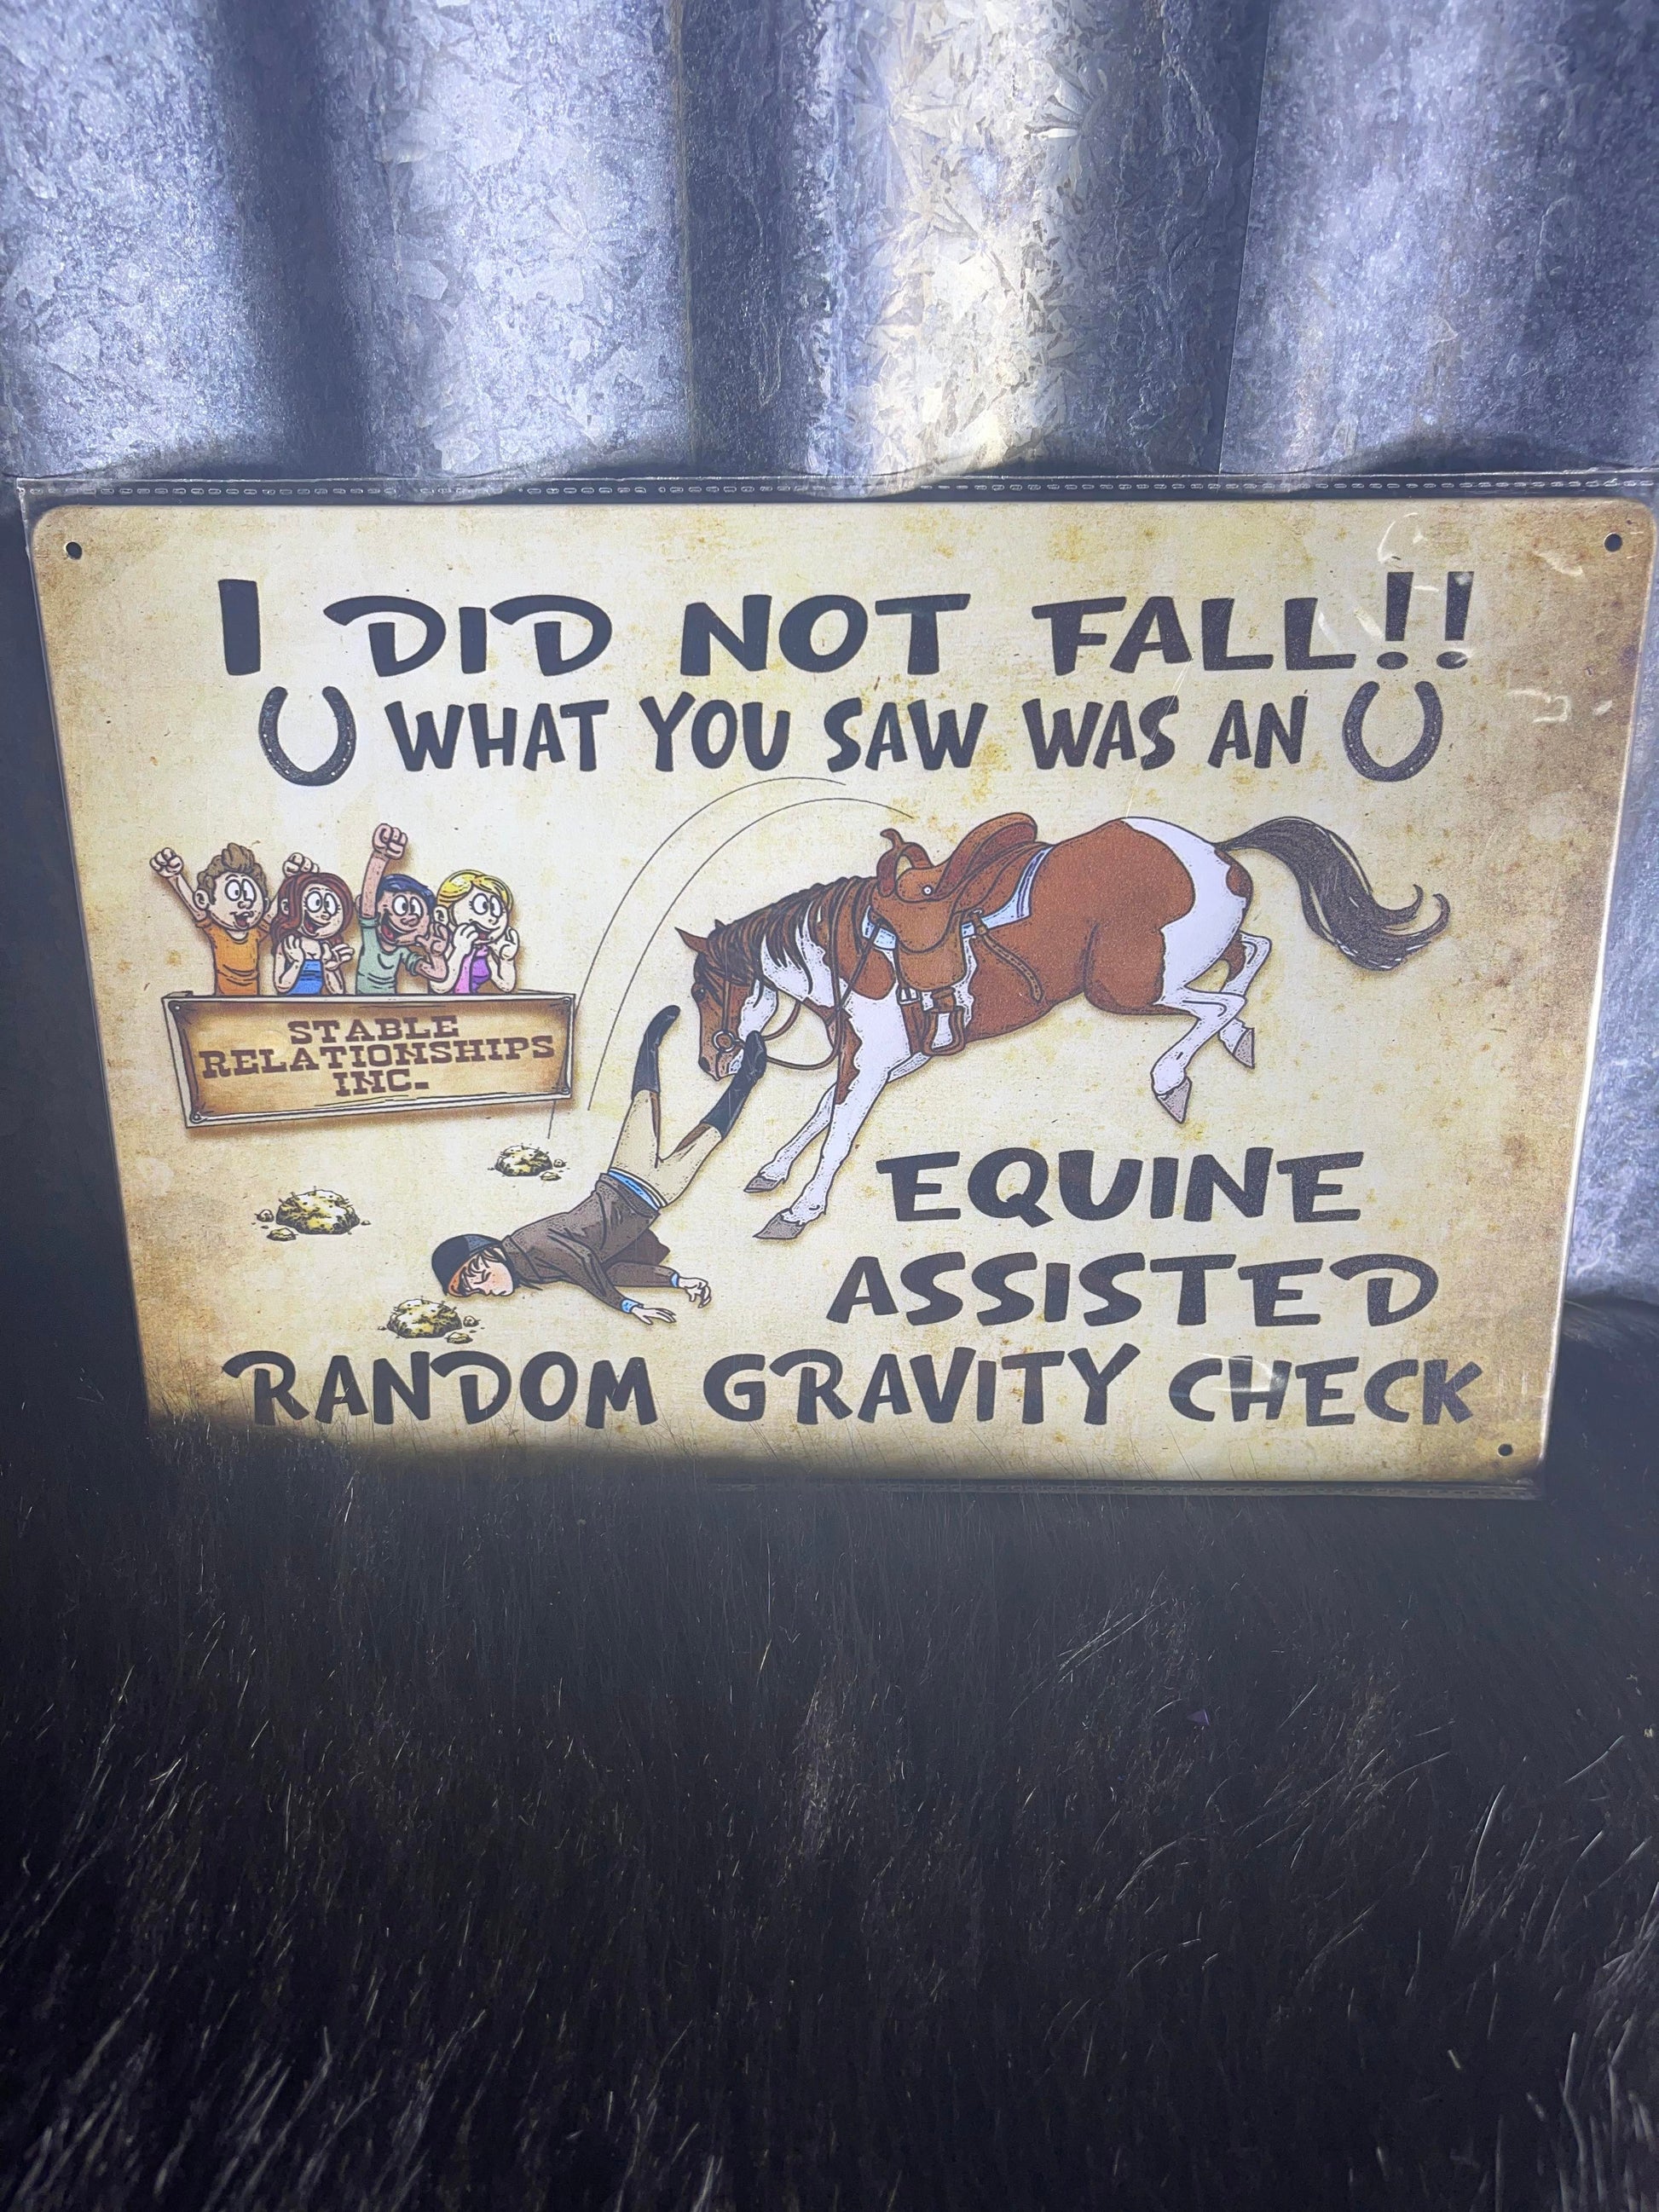 I DID NOT FALL!!
WHAT YOU SAW WAS AN
STABLE
RELATIONSHIPS
INC.
EQUINE
ASSISTED
RANDOM GRAVITY CHECK